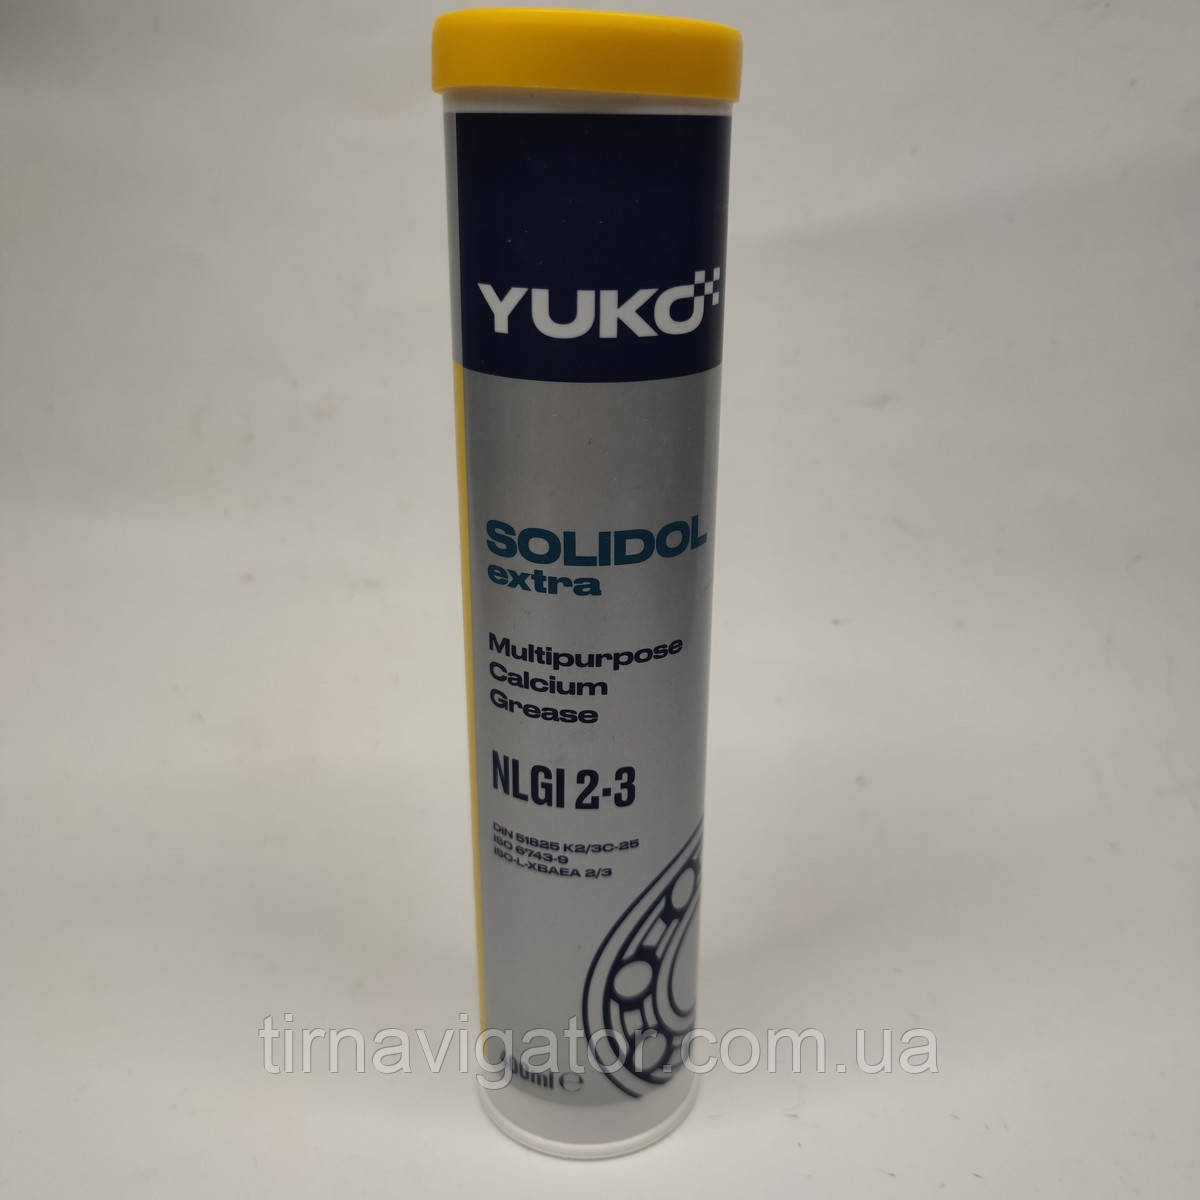 YUKO
SOLIDOL
extra
Multipurpose
Calcium
Grease
NLGI 2-3
DIN 51825 K2/3C-25
ISO 6743-9
ISO-L-XBAEA 2/3
tirnavigator.com.ua
℮